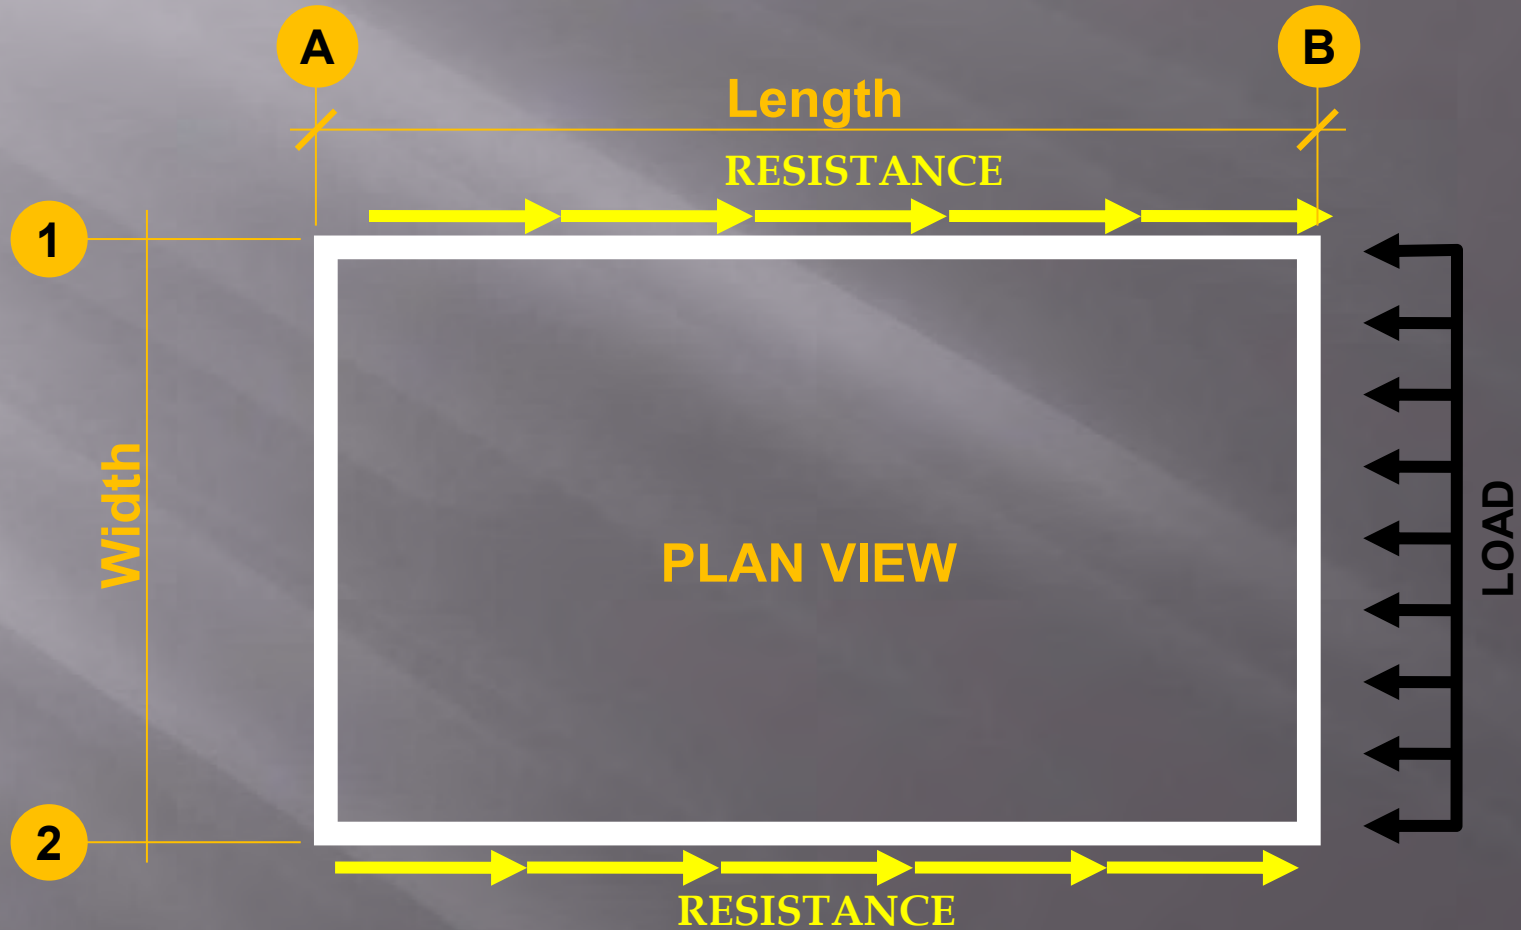 A
B
Length
RESISTANCE
1
Width
PLAN VIEW
LOAD
2
RESISTANCE